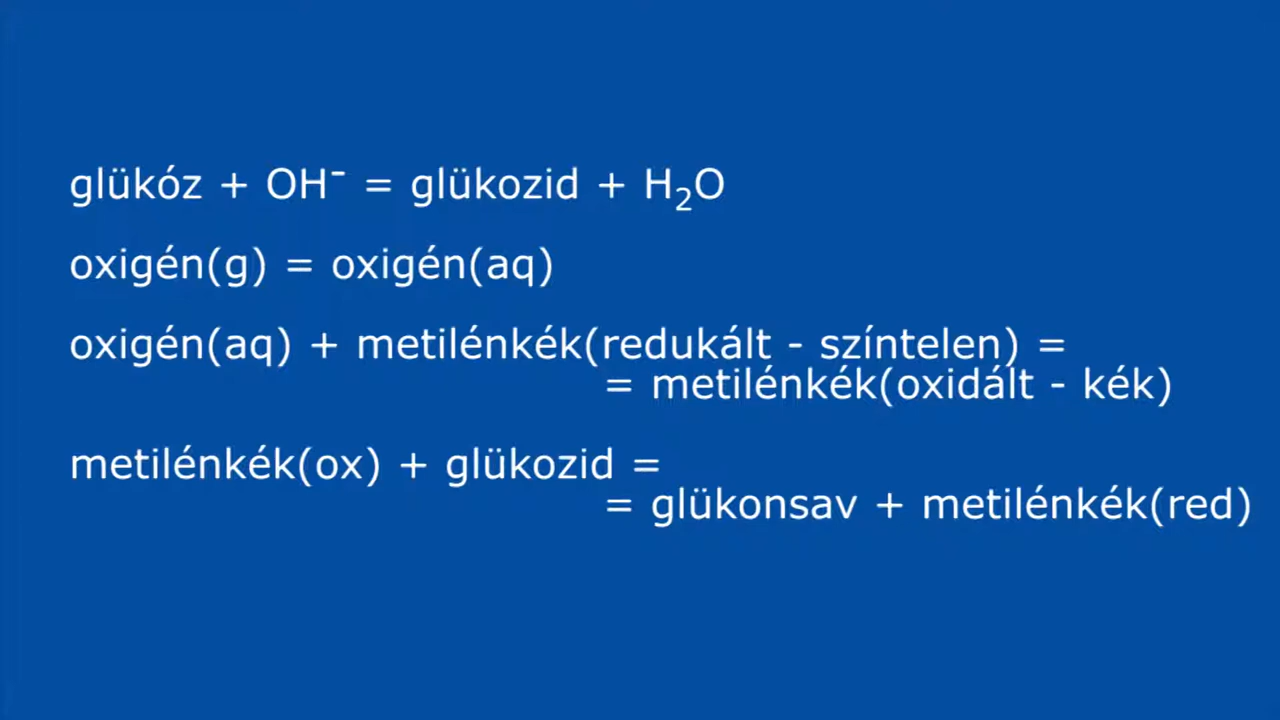 glükóz + OH⁻ = glükozid + H₂O
oxigén(g) = oxigén(aq)
oxigén(aq) + metilénkék(redukált - színtelen) =
= metilénkék(oxidált - kék)
metilénkék(ox) + glükozid =
= glükonsav + metilénkék(red)